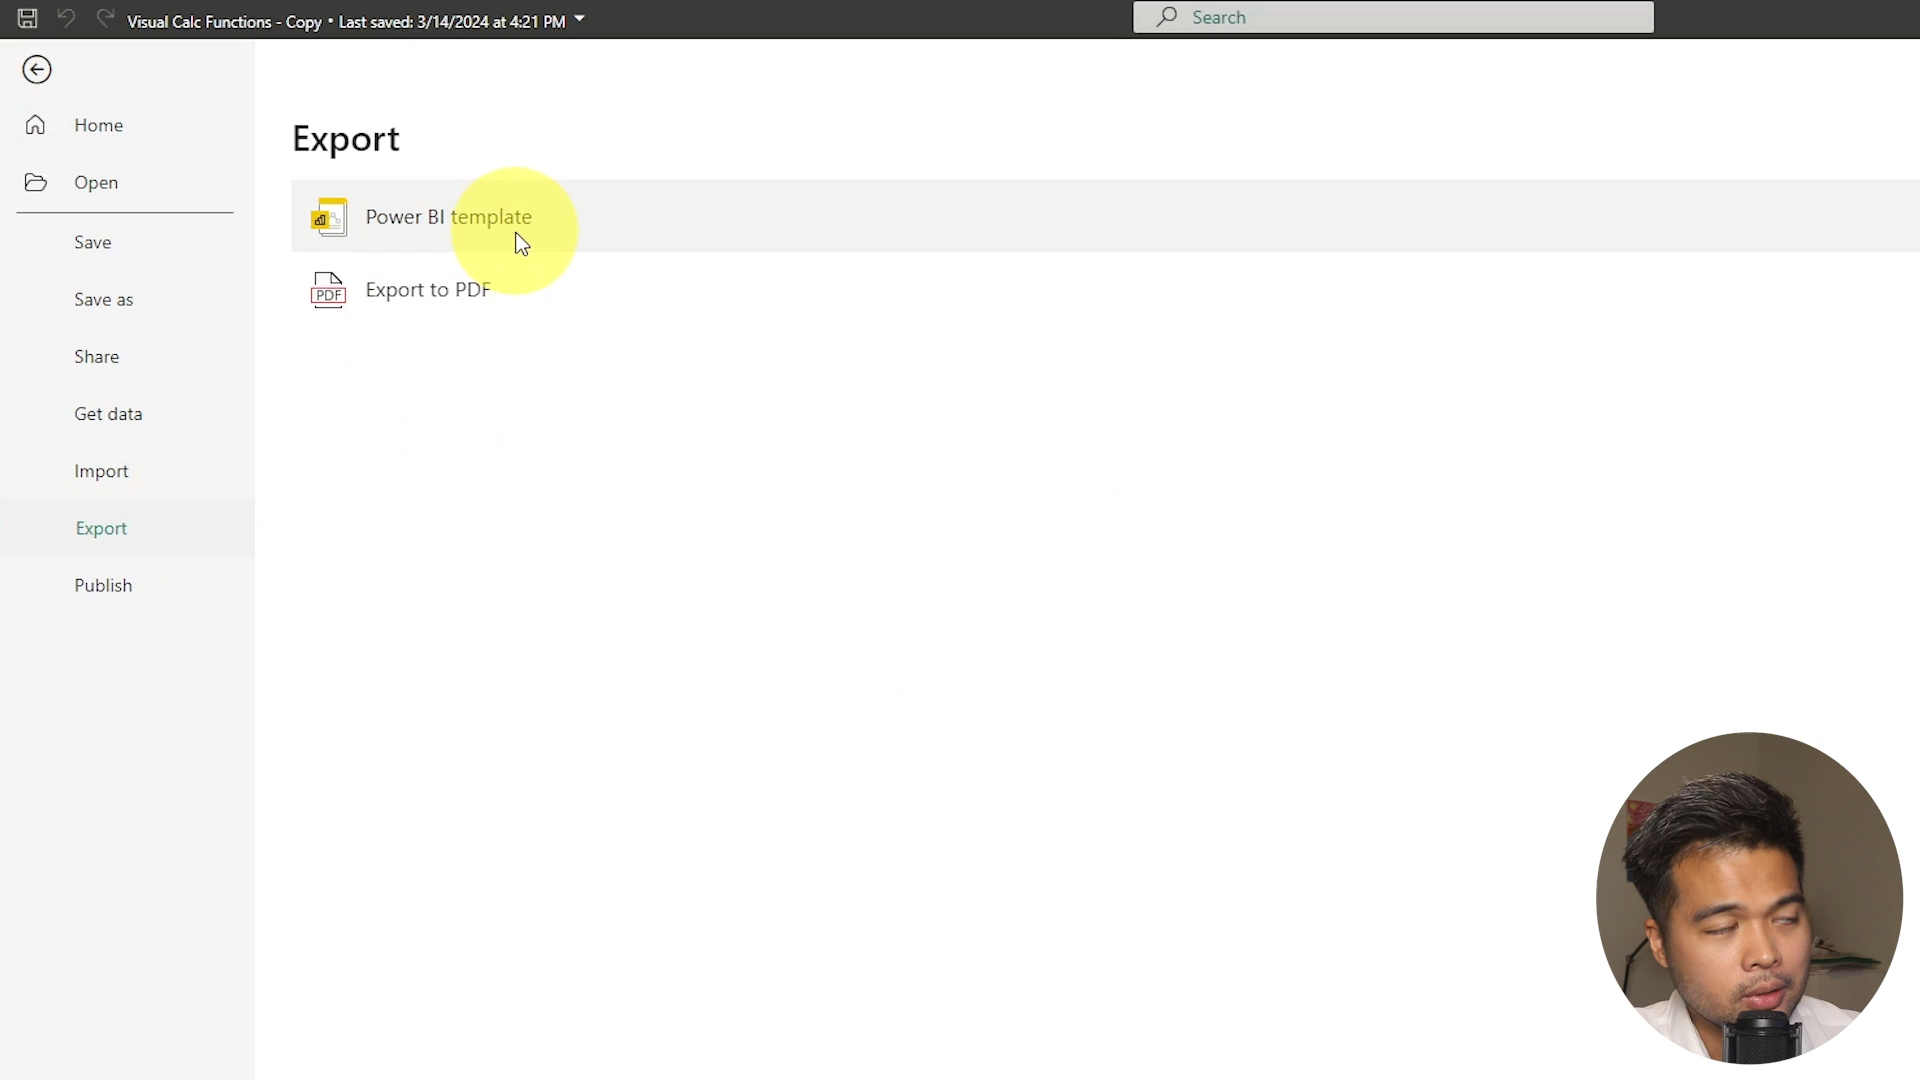 Visual Calc Functions - Copy • Last saved: 3/14/2024 at 4:21 PM
Search
Home
Open
Save
Save as
Share
Get data
Import
Export
Publish
Export
Power BI template
PDF Export to PDF